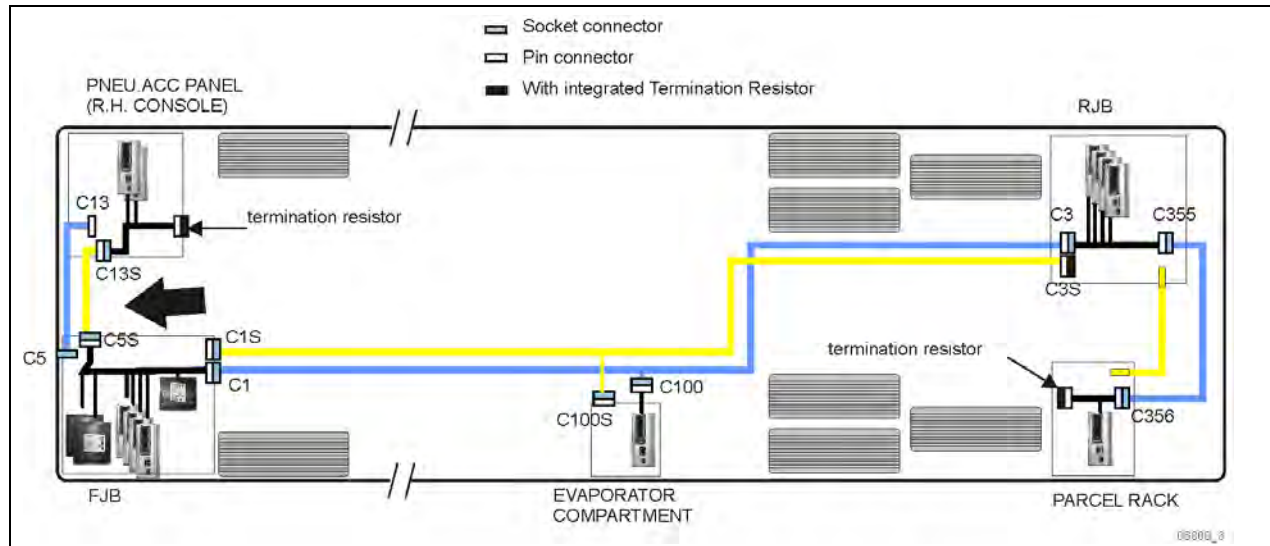 Socket connector
Pin connector
With integrated Termination Resistor
PNEU.ACC PANEL
(R.H. CONSOLE)
RJB
C13
termination resistor
C3
C355
C13S
C3S
C5S
C1S
C5
C1
termination resistor
C100
C100S
C356
FJB
EVAPORATOR
COMPARTMENT
PARCEL RACK